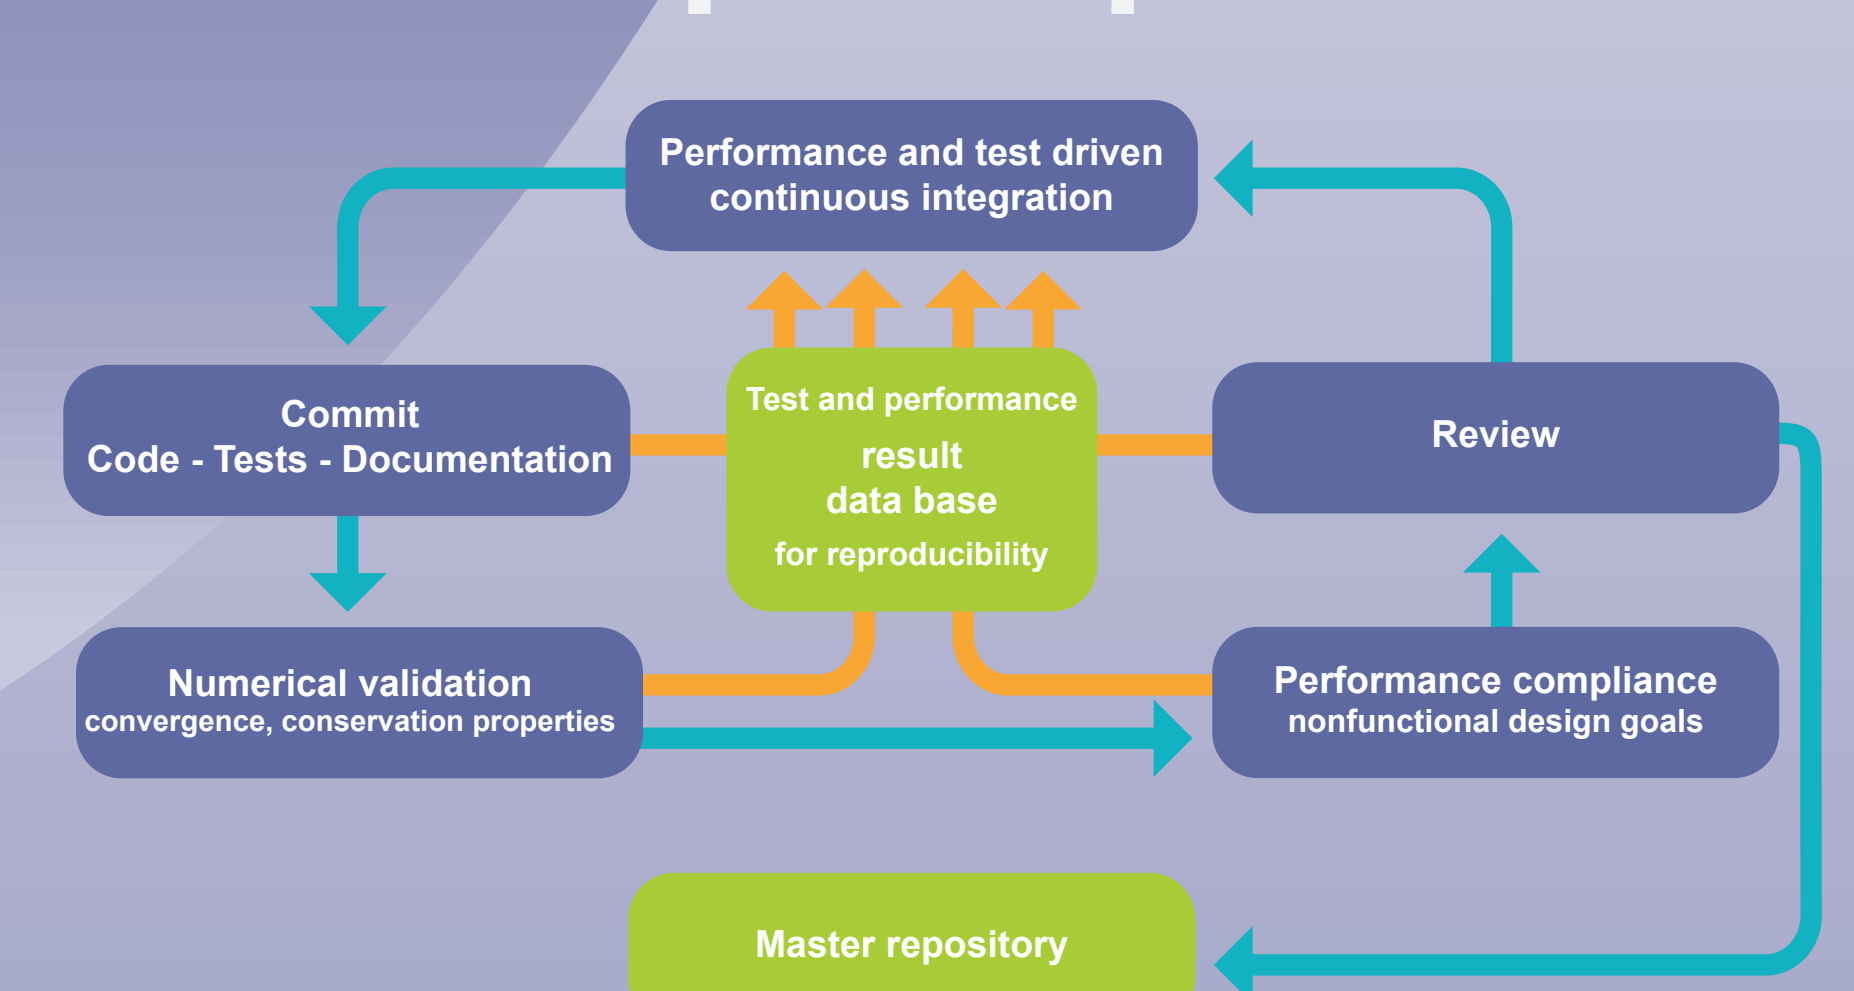 Performance and test driven
continuous integration
Commit
Code - Tests - Documentation
Test and performance
result
data base
for reproducibility
Review
Numerical validation
convergence, conservation properties
Performance compliance
nonfunctional design goals
Master repository